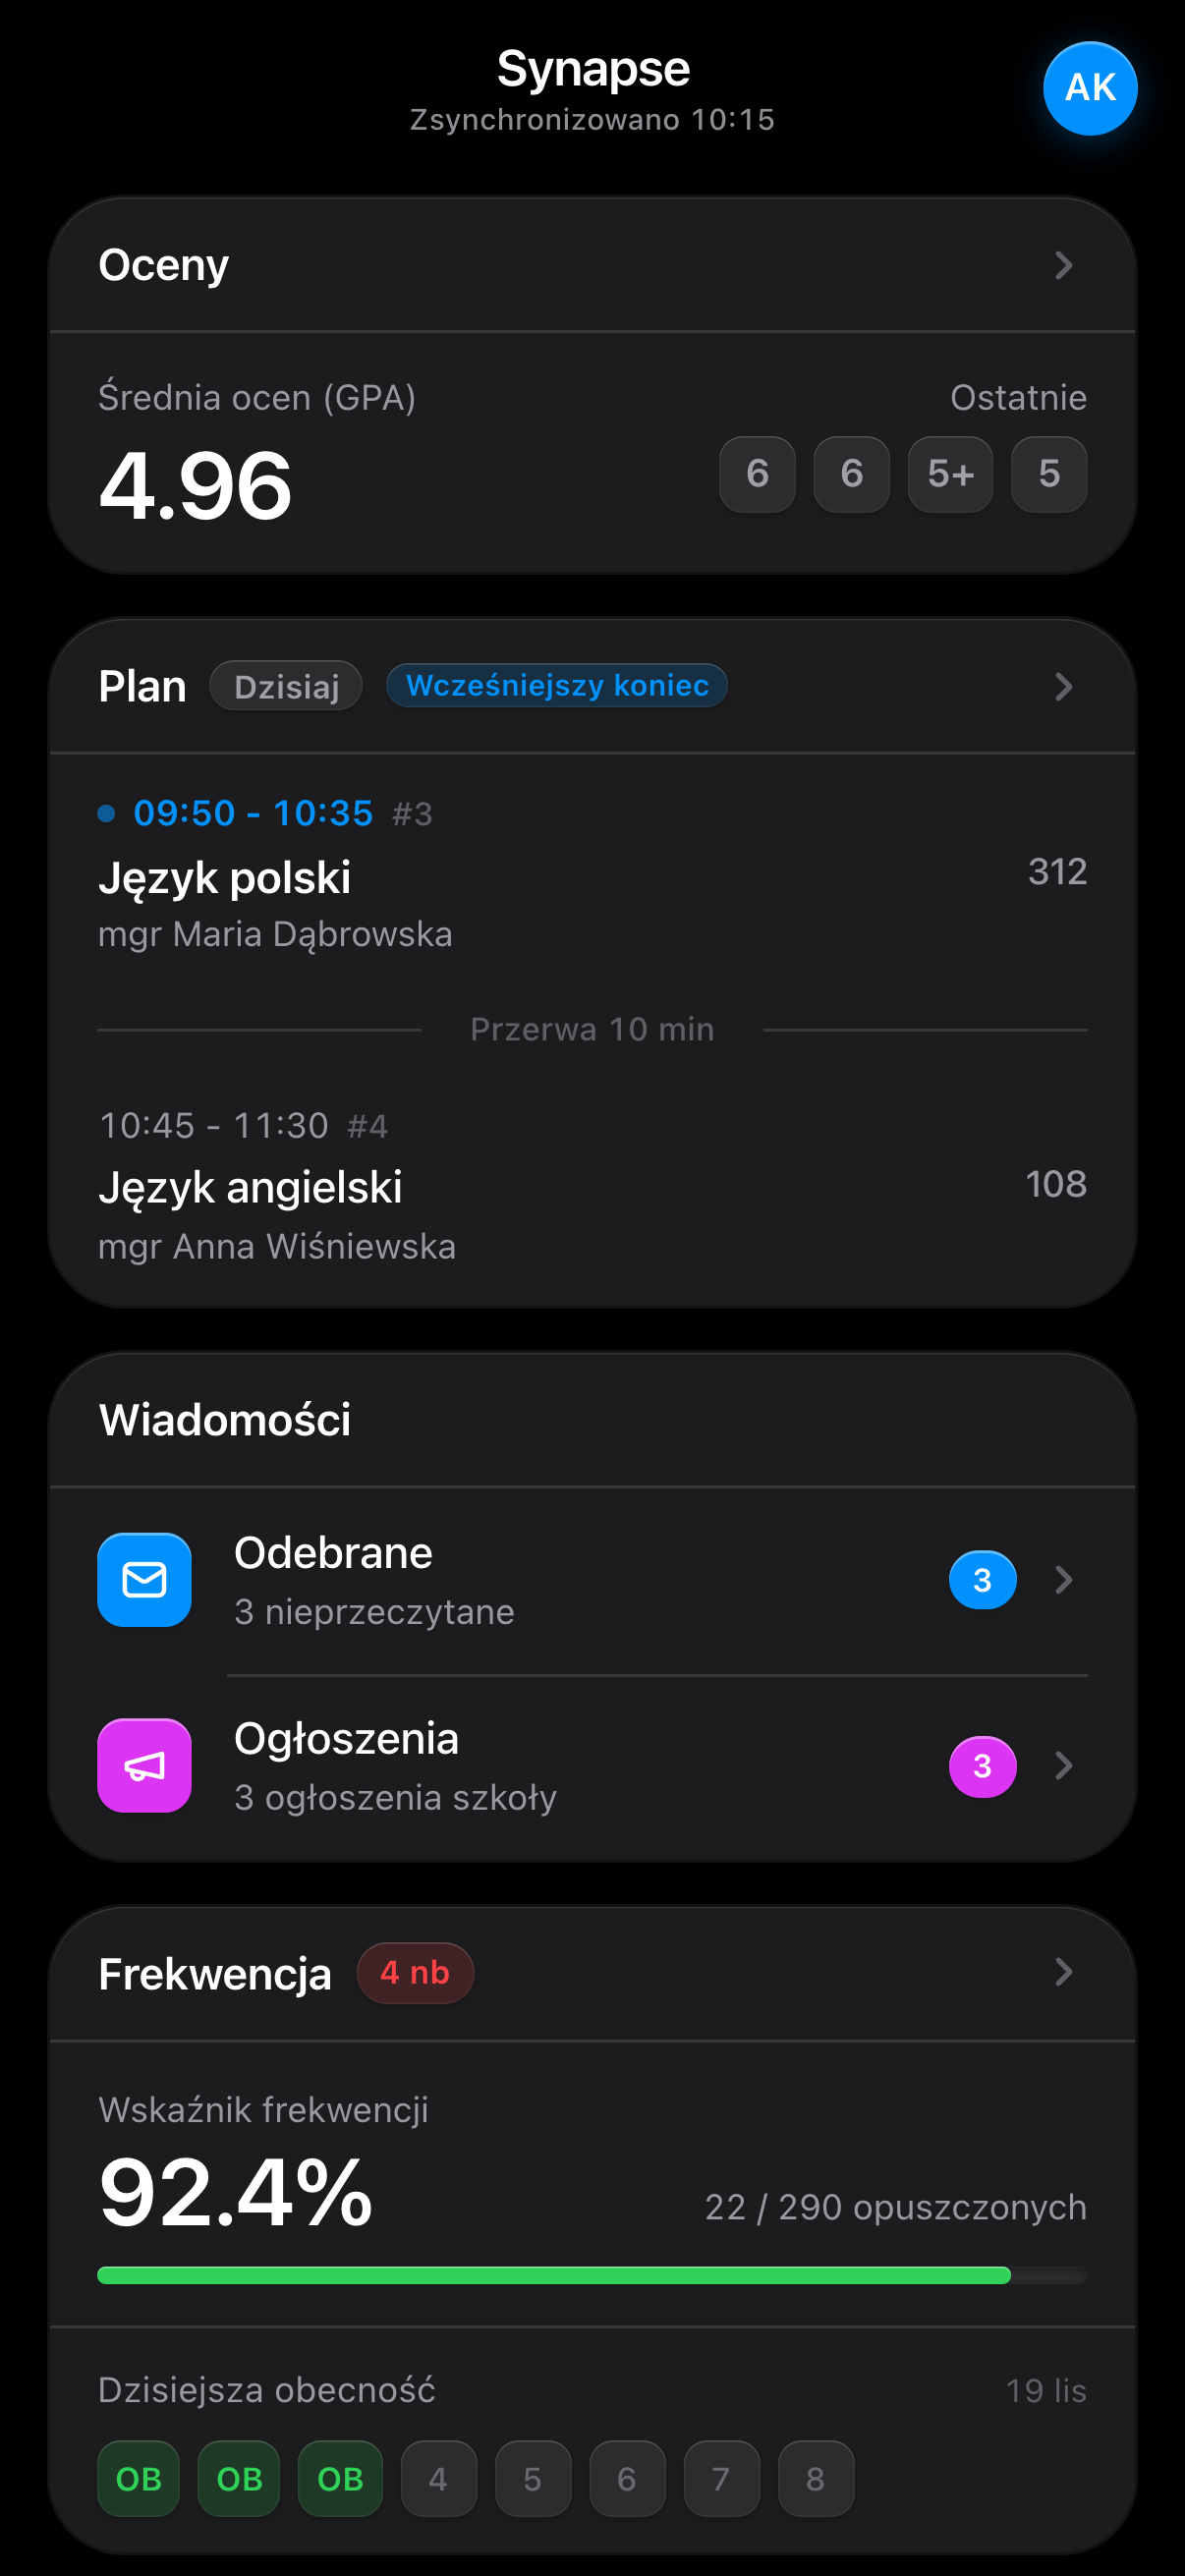 Synapse
Zsynchronizowano 10:15
AK
Oceny
Średnia ocen (GPA)
Ostatnie
4.96
6 6 5+ 5
Plan Dzisiaj Wcześniejszy koniec
09:50 - 10:35 #3
Język polski
312
mgr Maria Dąbrowska
Przerwa 10 min
10:45 - 11:30 #4
Język angielski
108
mgr Anna Wiśniewska
Wiadomości
Odebrane
3 nieprzeczytane
3
Ogłoszenia
3 ogłoszenia szkoły
3
Frekwencja 4 nb
Wskaźnik frekwencji
92.4%
22 / 290 opuszczonych
Dzisiejsza obecność
19 lis
OB OB OB 4 5 6 7 8